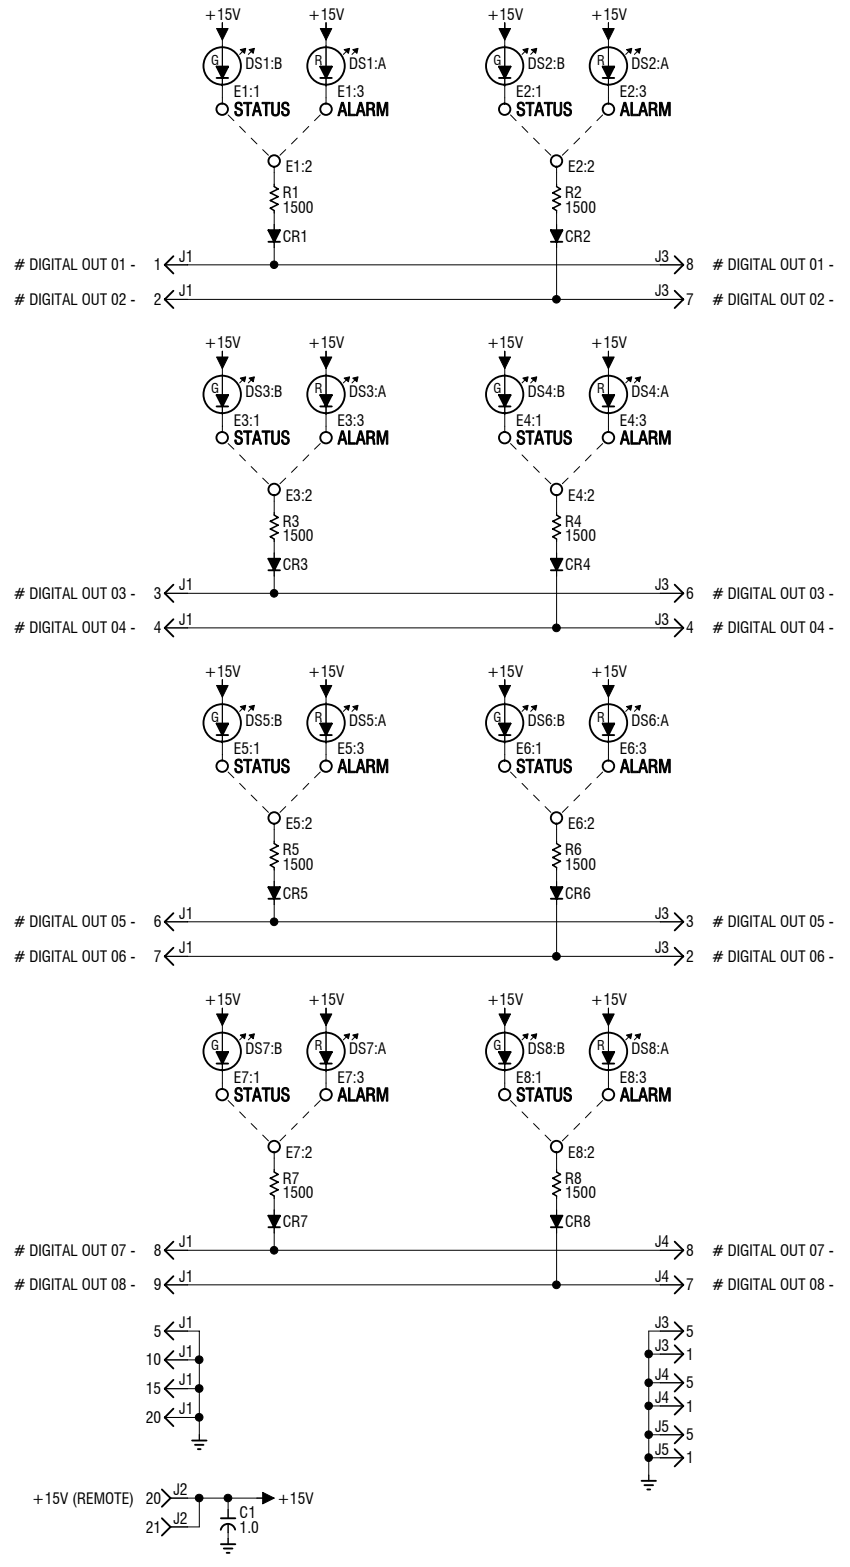 +15V +15V +15V +15V
G DS1:B R DS1:A G DS2:B R DS2:A
E1:1 E1:3 E2:1 E2:3
STATUS ALARM STATUS ALARM
E1:2 E2:2
R1 R2
1500 1500
CR1 CR2
# DIGITAL OUT 01 - 1 J1 J3 8 # DIGITAL OUT 01 -
# DIGITAL OUT 02 - 2 J1 J3 7 # DIGITAL OUT 02 -
+15V +15V +15V +15V
G DS3:B R DS3:A G DS4:B R DS4:A
E3:1 E3:3 E4:1 E4:3
STATUS ALARM STATUS ALARM
E3:2 E4:2
R3 R4
1500 1500
CR3 CR4
# DIGITAL OUT 03 - 3 J1 J3 6 # DIGITAL OUT 03 -
# DIGITAL OUT 04 - 4 J1 J3 4 # DIGITAL OUT 04 -
+15V +15V +15V +15V
G DS5:B R DS5:A G DS6:B R DS6:A
E5:1 E5:3 E6:1 E6:3
STATUS ALARM STATUS ALARM
E5:2 E6:2
R5 R6
1500 1500
CR5 CR6
# DIGITAL OUT 05 - 6 J1 J3 3 # DIGITAL OUT 05 -
# DIGITAL OUT 06 - 7 J1 J3 2 # DIGITAL OUT 06 -
+15V +15V +15V +15V
G DS7:B R DS7:A G DS8:B R DS8:A
E7:1 E7:3 E8:1 E8:3
STATUS ALARM STATUS ALARM
E7:2 E8:2
R7 R8
1500 1500
CR7 CR8
# DIGITAL OUT 07 - 8 J1 J4 8 # DIGITAL OUT 07 -
# DIGITAL OUT 08 - 9 J1 J4 7 # DIGITAL OUT 08 -
5 J1 J3 5
10 J1 J3 1
15 J1 J4 5
20 J1 J4 1
J5 5
J5 1
+15V (REMOTE) 20 J2 +15V
21 J2 C1
1.0